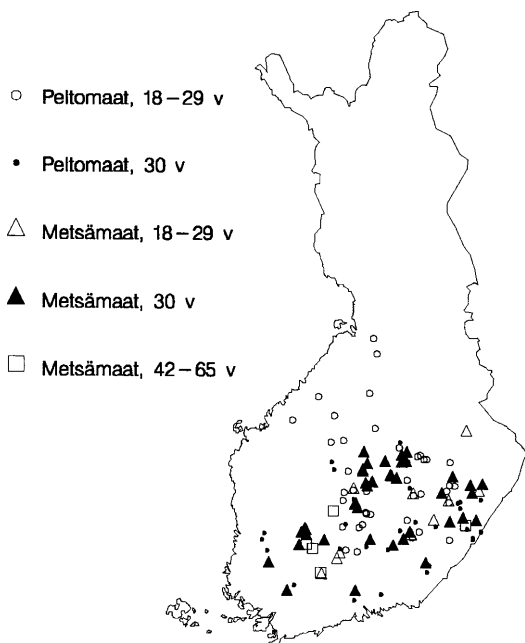 Peltomaat, 18–29 v
Peltomaat, 30 v
Metsämaat, 18–29 v
Metsämaat, 30 v
Metsämaat, 42–65 v